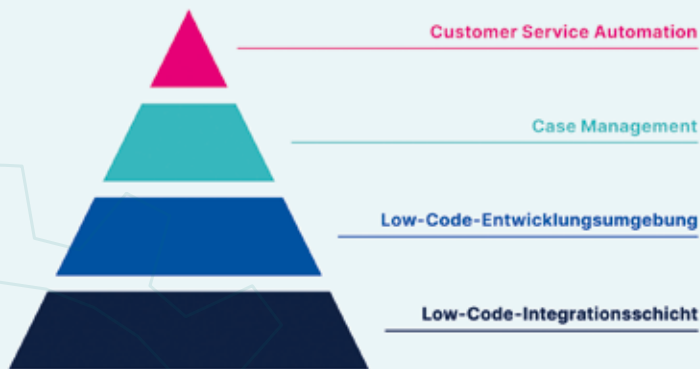 Customer Service Automation
Case Management
Low-Code-Entwicklungsumgebung
Low-Code-Integrationsschicht